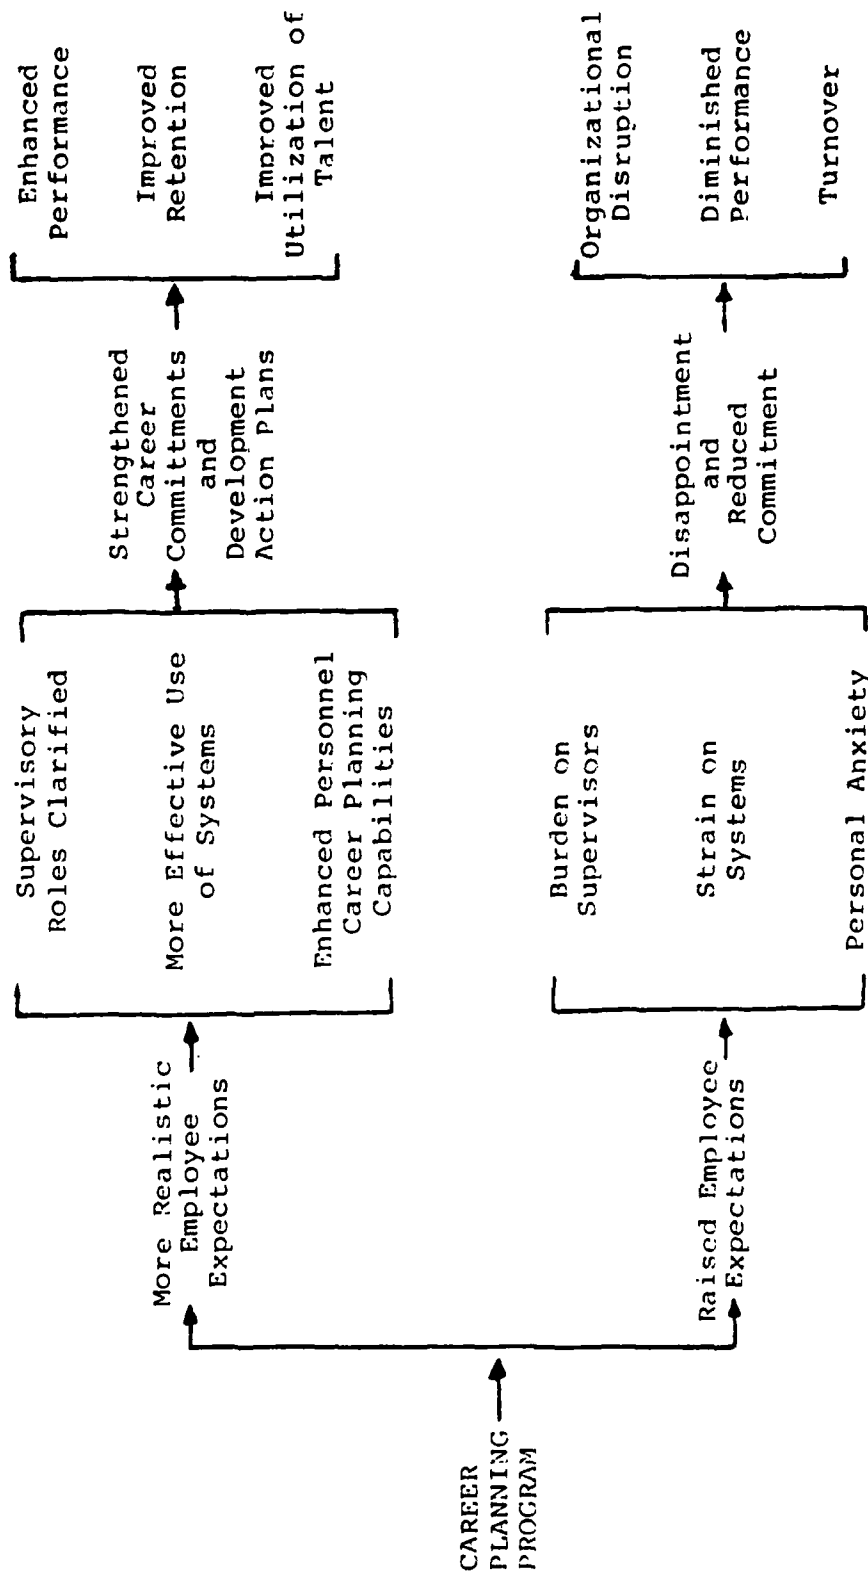 CAREER
PLANNING
PROGRAM
More Realistic
Employee
Expectations
Supervisory
Roles Clarified
More Effective Use
of Systems
Enhanced Personnel
Career Planning
Capabilities
Strengthened
Career
Committments
and
Development
Action Plans
Enhanced
Performance
Improved
Retention
Improved
Utilization of
Talent
Raised Employee
Expectations
Burden on
Supervisors
Strain on
Systems
Personal Anxiety
Disappointment
and
Reduced
Commitment
Organizational
Disruption
Diminished
Performance
Turnover